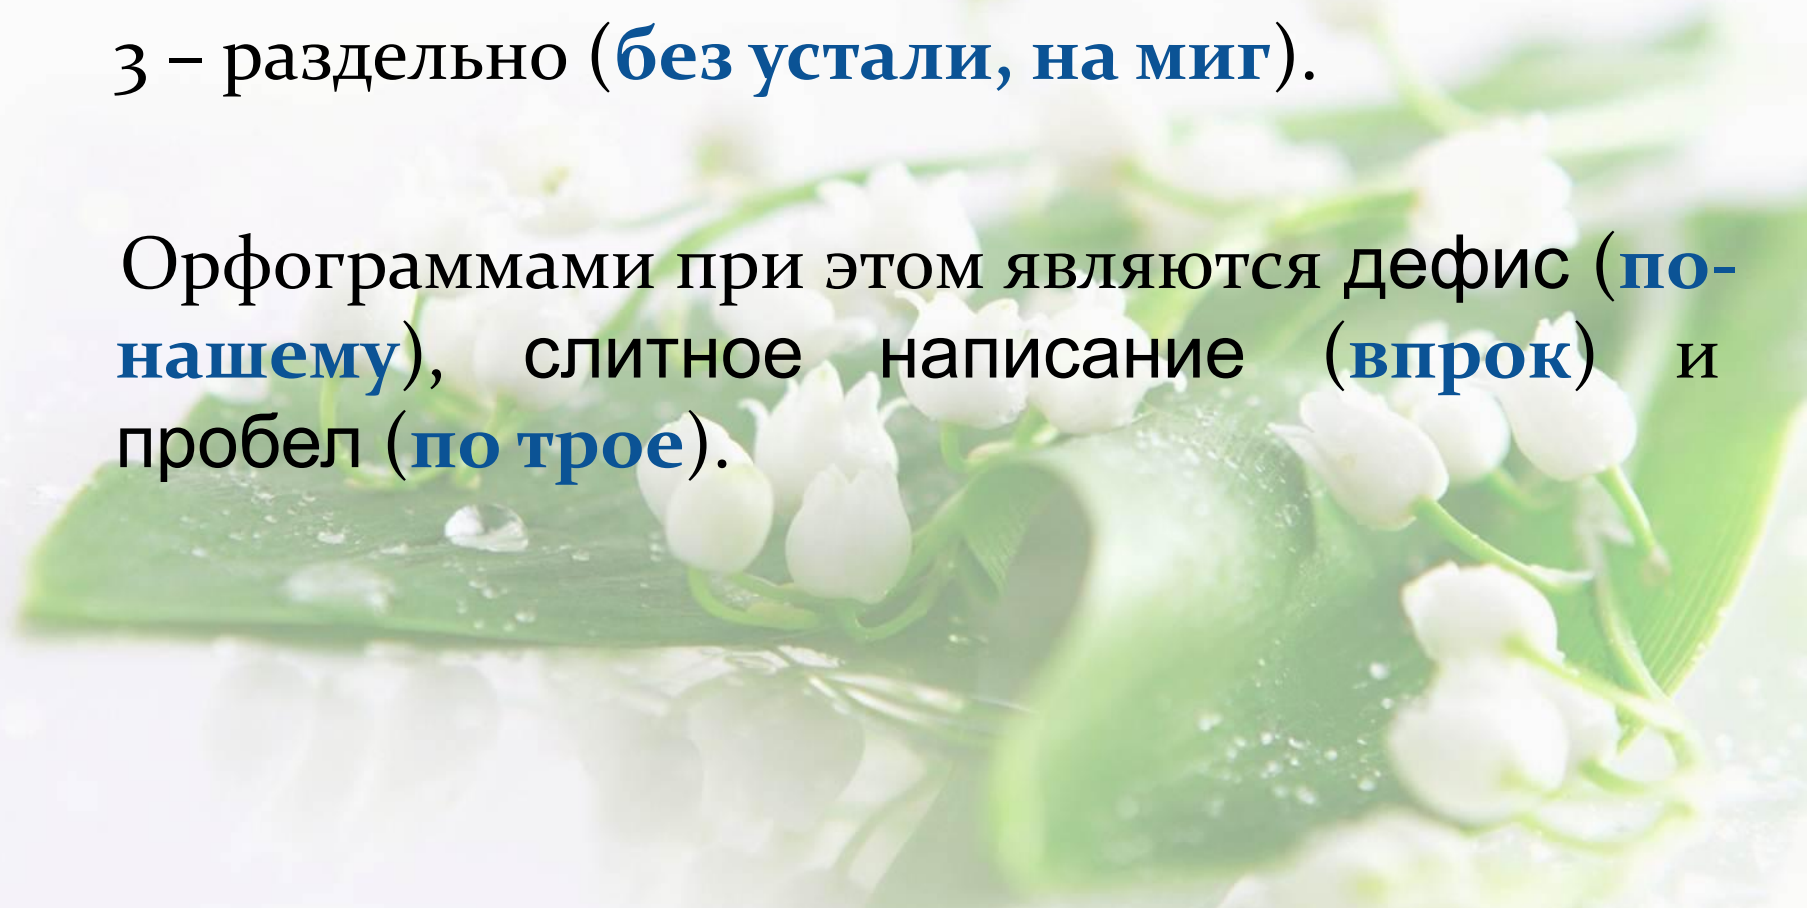 3 – раздельно (без устали, на миг).
Орфограммами при этом являются дефис (по-
нашему), слитное написание (впрок) и
пробел (по трое).